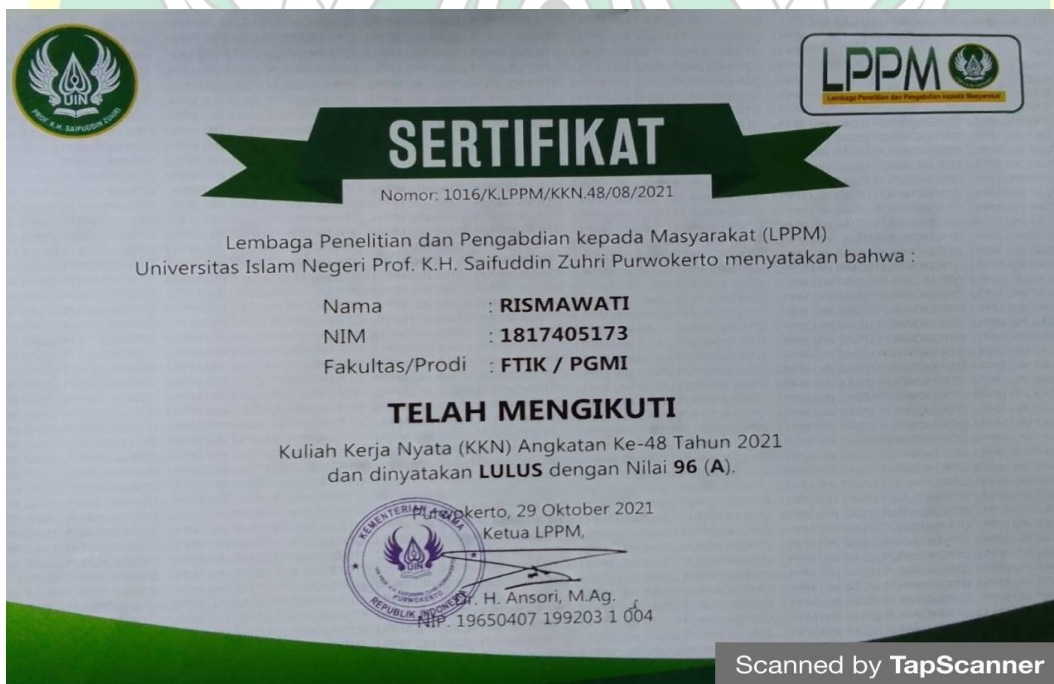 UIN
PROF. K.H. SAIFUDDIN ZUHRI
LPPM
Lembaga Penelitian dan Pengabdian kepada Masyarakat
SERTIFIKAT
Nomor: 1016/K.LPPM/KKN.48/08/2021
Lembaga Penelitian dan Pengabdian kepada Masyarakat (LPPM)
Universitas Islam Negeri Prof. K.H. Saifuddin Zuhri Purwokerto menyatakan bahwa :
Nama : RISMAWATI
NIM : 1817405173
Fakultas/Prodi : FTIK / PGMI
TELAH MENGIKUTI
Kuliah Kerja Nyata (KKN) Angkatan Ke-48 Tahun 2021
dan dinyatakan LULUS dengan Nilai 96 (A).
Purwokerto, 29 Oktober 2021
Ketua LPPM,
KEMENTERIAN AGAMA
UIN
PURWOKERTO
REPUBLIK INDONESIA
Dr. H. Ansori, M.Ag.
NIP. 19650407 199203 1 004
Scanned by TapScanner